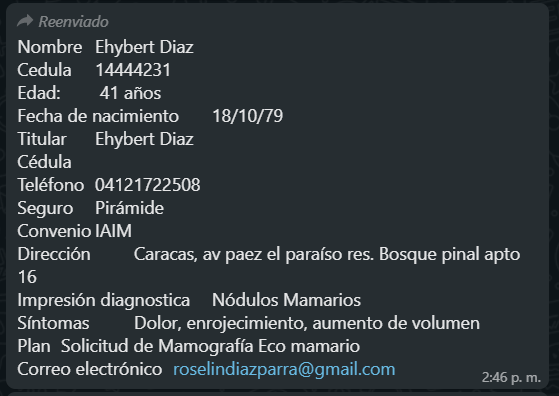 Reenviado
Nombre Ehybert Diaz
Cedula 14444231
Edad: 41 años
Fecha de nacimiento 18/10/79
Titular Ehybert Diaz
Cédula
Teléfono 04121722508
Seguro Pirámide
Convenio IAIM
Dirección Caracas, av paez el paraíso res. Bosque pinal apto
16
Impresión diagnostica Nódulos Mamarios
Síntomas Dolor, enrojecimiento, aumento de volumen
Plan Solicitud de Mamografía Eco mamario
Correo electrónico roselindiazparra@gmail.com
2:46 p. m.